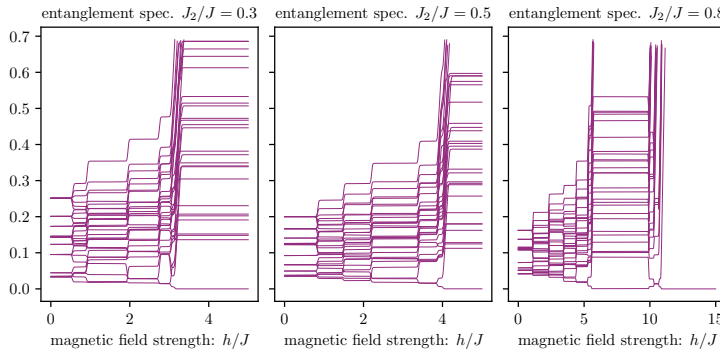 entanglement spec. J₂/J = 0.3
entanglement spec. J₂/J = 0.5
entanglement spec. J₂/J = 0.8
0.7
0.6
0.5
0.4
0.3
0.2
0.1
0.0
0 2 4
0 2 4
0 5 10 15
magnetic field strength: h/J
magnetic field strength: h/J
magnetic field strength: h/J